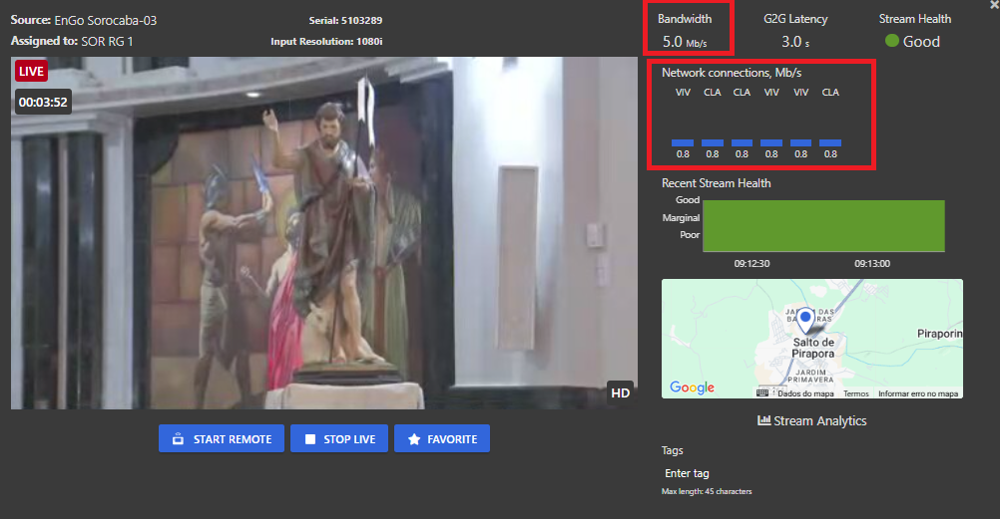 Source: EnGo Sorocaba-03
Serial: 5103289
Assigned to: SOR RG 1
Input Resolution: 1080i
Bandwidth
5.0 Mb/s
G2G Latency
3.0 s
Stream Health
Good
LIVE
00:03:52
HD
START REMOTE
STOP LIVE
FAVORITE
Network connections, Mb/s
VIV CLA CLA VIV VIV CLA
0.8 0.8 0.8 0.8 0.8 0.8
Recent Stream Health
Good
Marginal
Poor
09:12:30 09:13:00
JARDIM DAS
Salto de
Pirapora
Piraporin
JARDIM
PRIMAVERA
Google
Dados do mapa Termos Informar erro no mapa
Stream Analytics
Tags
Enter tag
Max length: 45 characters